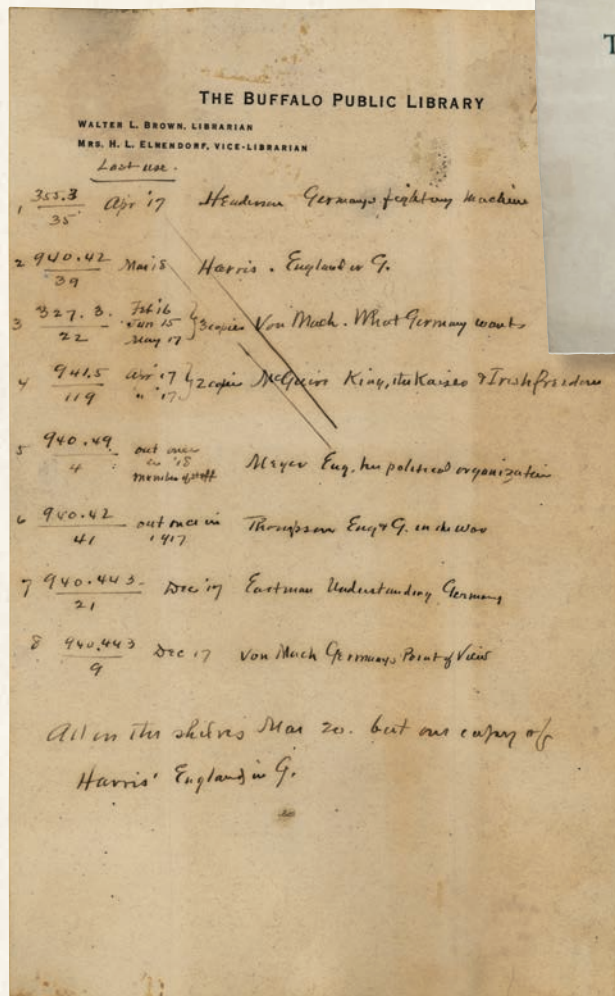 T
THE BUFFALO PUBLIC LIBRARY
WALTER L. BROWN, LIBRARIAN
MRS. H. L. ELMENDORF, VICE-LIBRARIAN
Last use.
1 355.3/35 Apr '17 Henderson Germany's fighting machine
2 940.42/39 Mar 18 Harris. England or G.
3 327.3./22 Feb 16 Jun 15 May 17 } 3 copies Von Mach. What Germany wants
4 941.5/119 Apr '17 " '17 } 2 copies McGuire King, the Kaiser & Irish freedom
5 940.49/4 out once in '18 member of staff Meyer Eng. her political organization
6 940.42/41 out once in 1917 Thompson Eng & G. in the war
7 940.443/21 Dec '17 Eastman Understanding Germany
8 940.443/9 Dec 17 Von Mach Germany's Point of View
All on the shelves Mar 20. but one copy of
Harris' England or G.